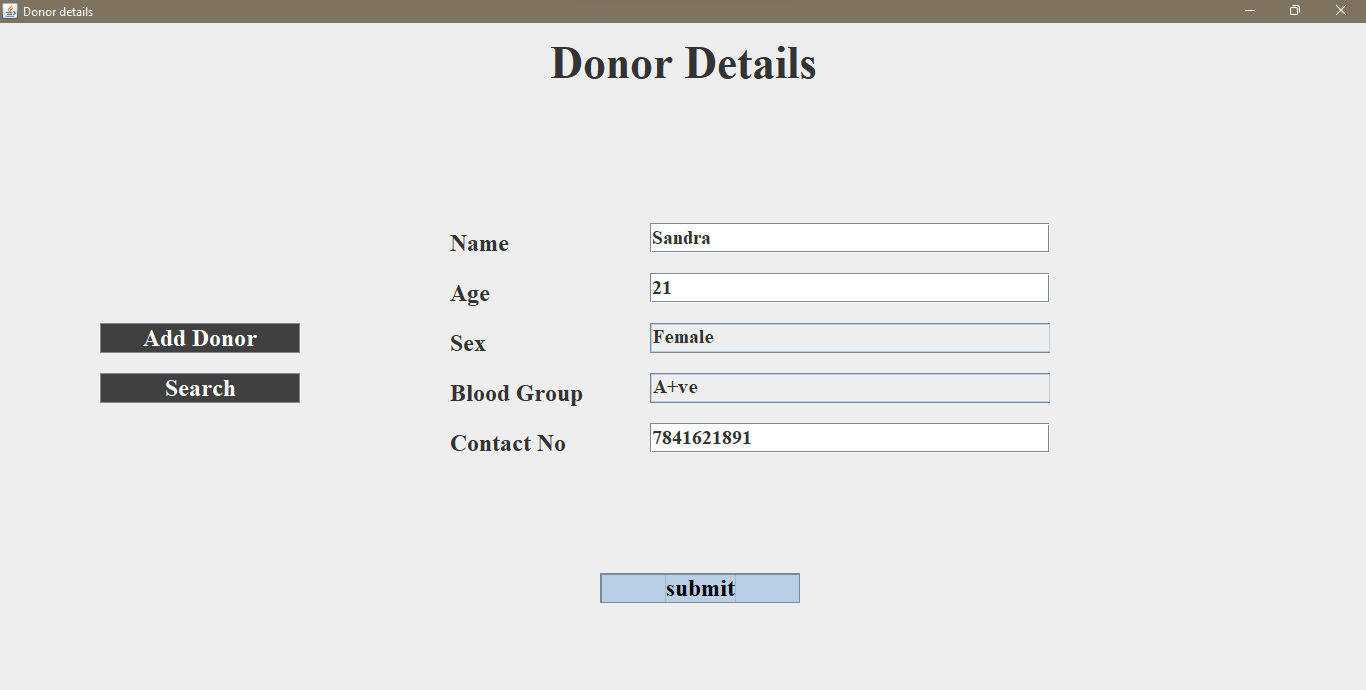 Donor details
Donor Details
Name
Sandra
Age
21
Add Donor
Sex
Female
Search
Blood Group
A+ve
Contact No
7841621891
submit